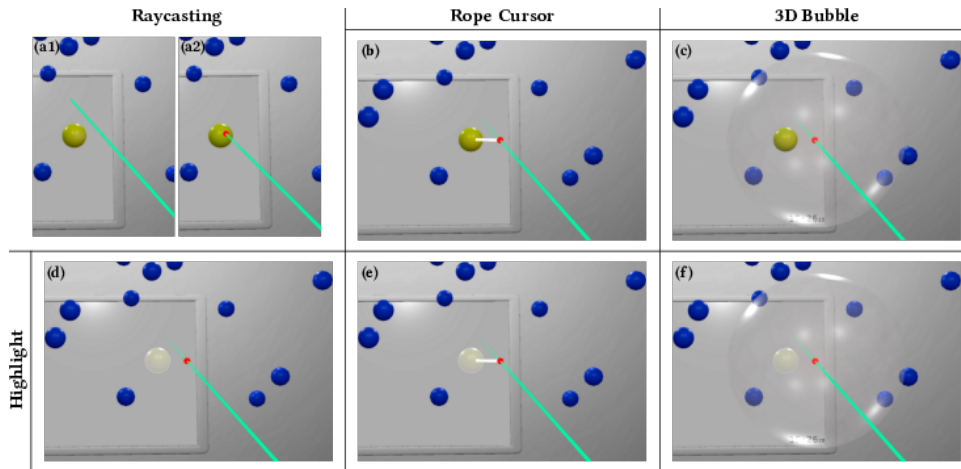 Raycasting
Rope Cursor
3D Bubble
(a1)
(a2)
(b)
(c)
Highlight
(d)
(e)
(f)